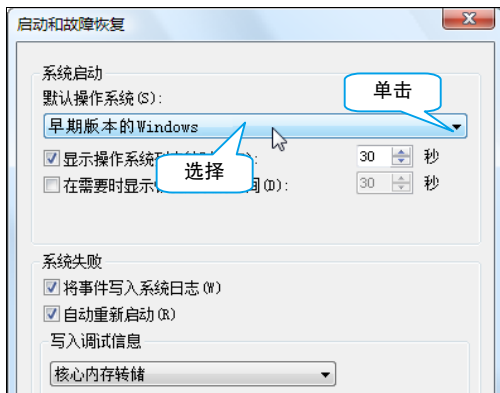 启动和故障恢复
系统启动
默认操作系统(S):
单击
早期版本的Windows
显示操作系统 : 30 秒
选择
在需要时显示 间(D): 30 秒
系统失败
将事件写入系统日志(W)
自动重新启动(R)
写入调试信息
核心内存转储